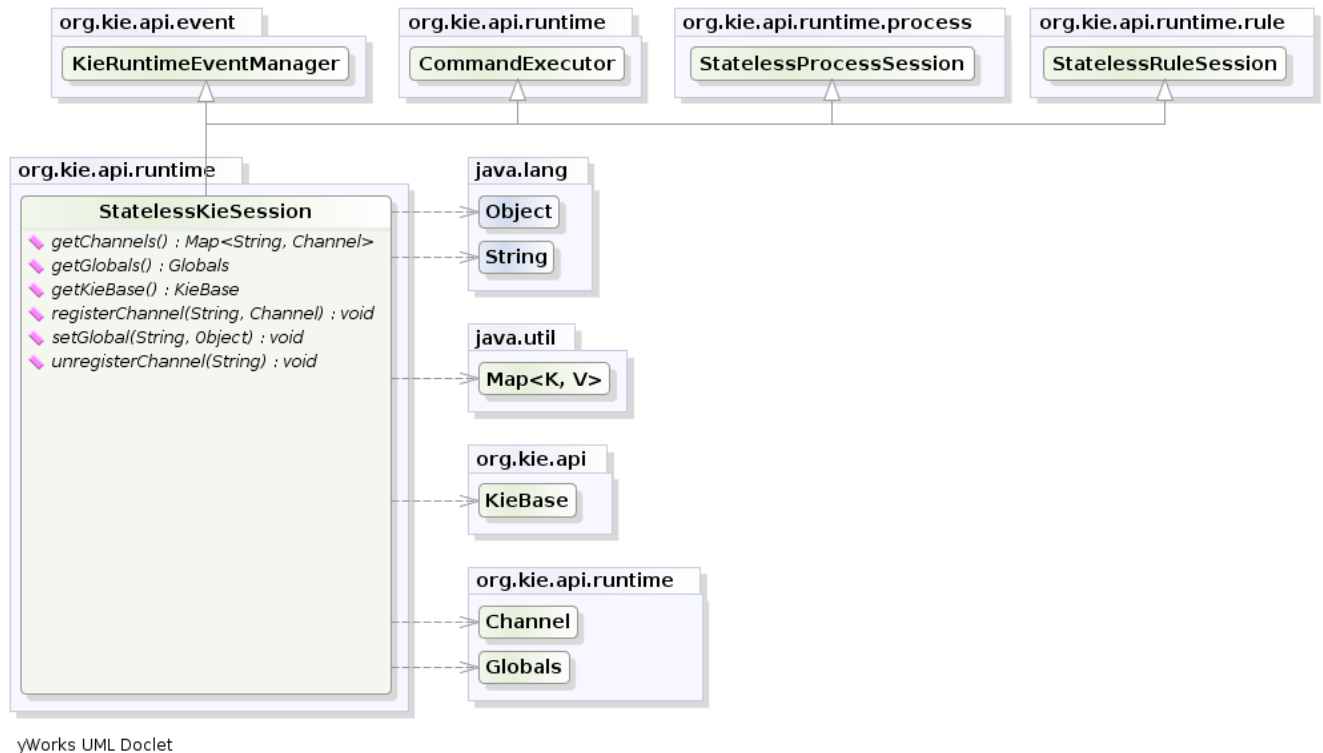 org.kie.api.event
org.kie.api.runtime
org.kie.api.runtime.process
org.kie.api.runtime.rule
KieRuntimeEventManager
CommandExecutor
StatelessProcessSession
StatelessRuleSession
org.kie.api.runtime
StatelessKieSession
getChannels() : Map<String, Channel>
getGlobals() : Globals
getKieBase() : KieBase
registerChannel(String, Channel) : void
setGlobal(String, Object) : void
unregisterChannel(String) : void
java.lang
Object
String
java.util
Map<K, V>
org.kie.api
KieBase
org.kie.api.runtime
Channel
Globals
yWorks UML Doclet